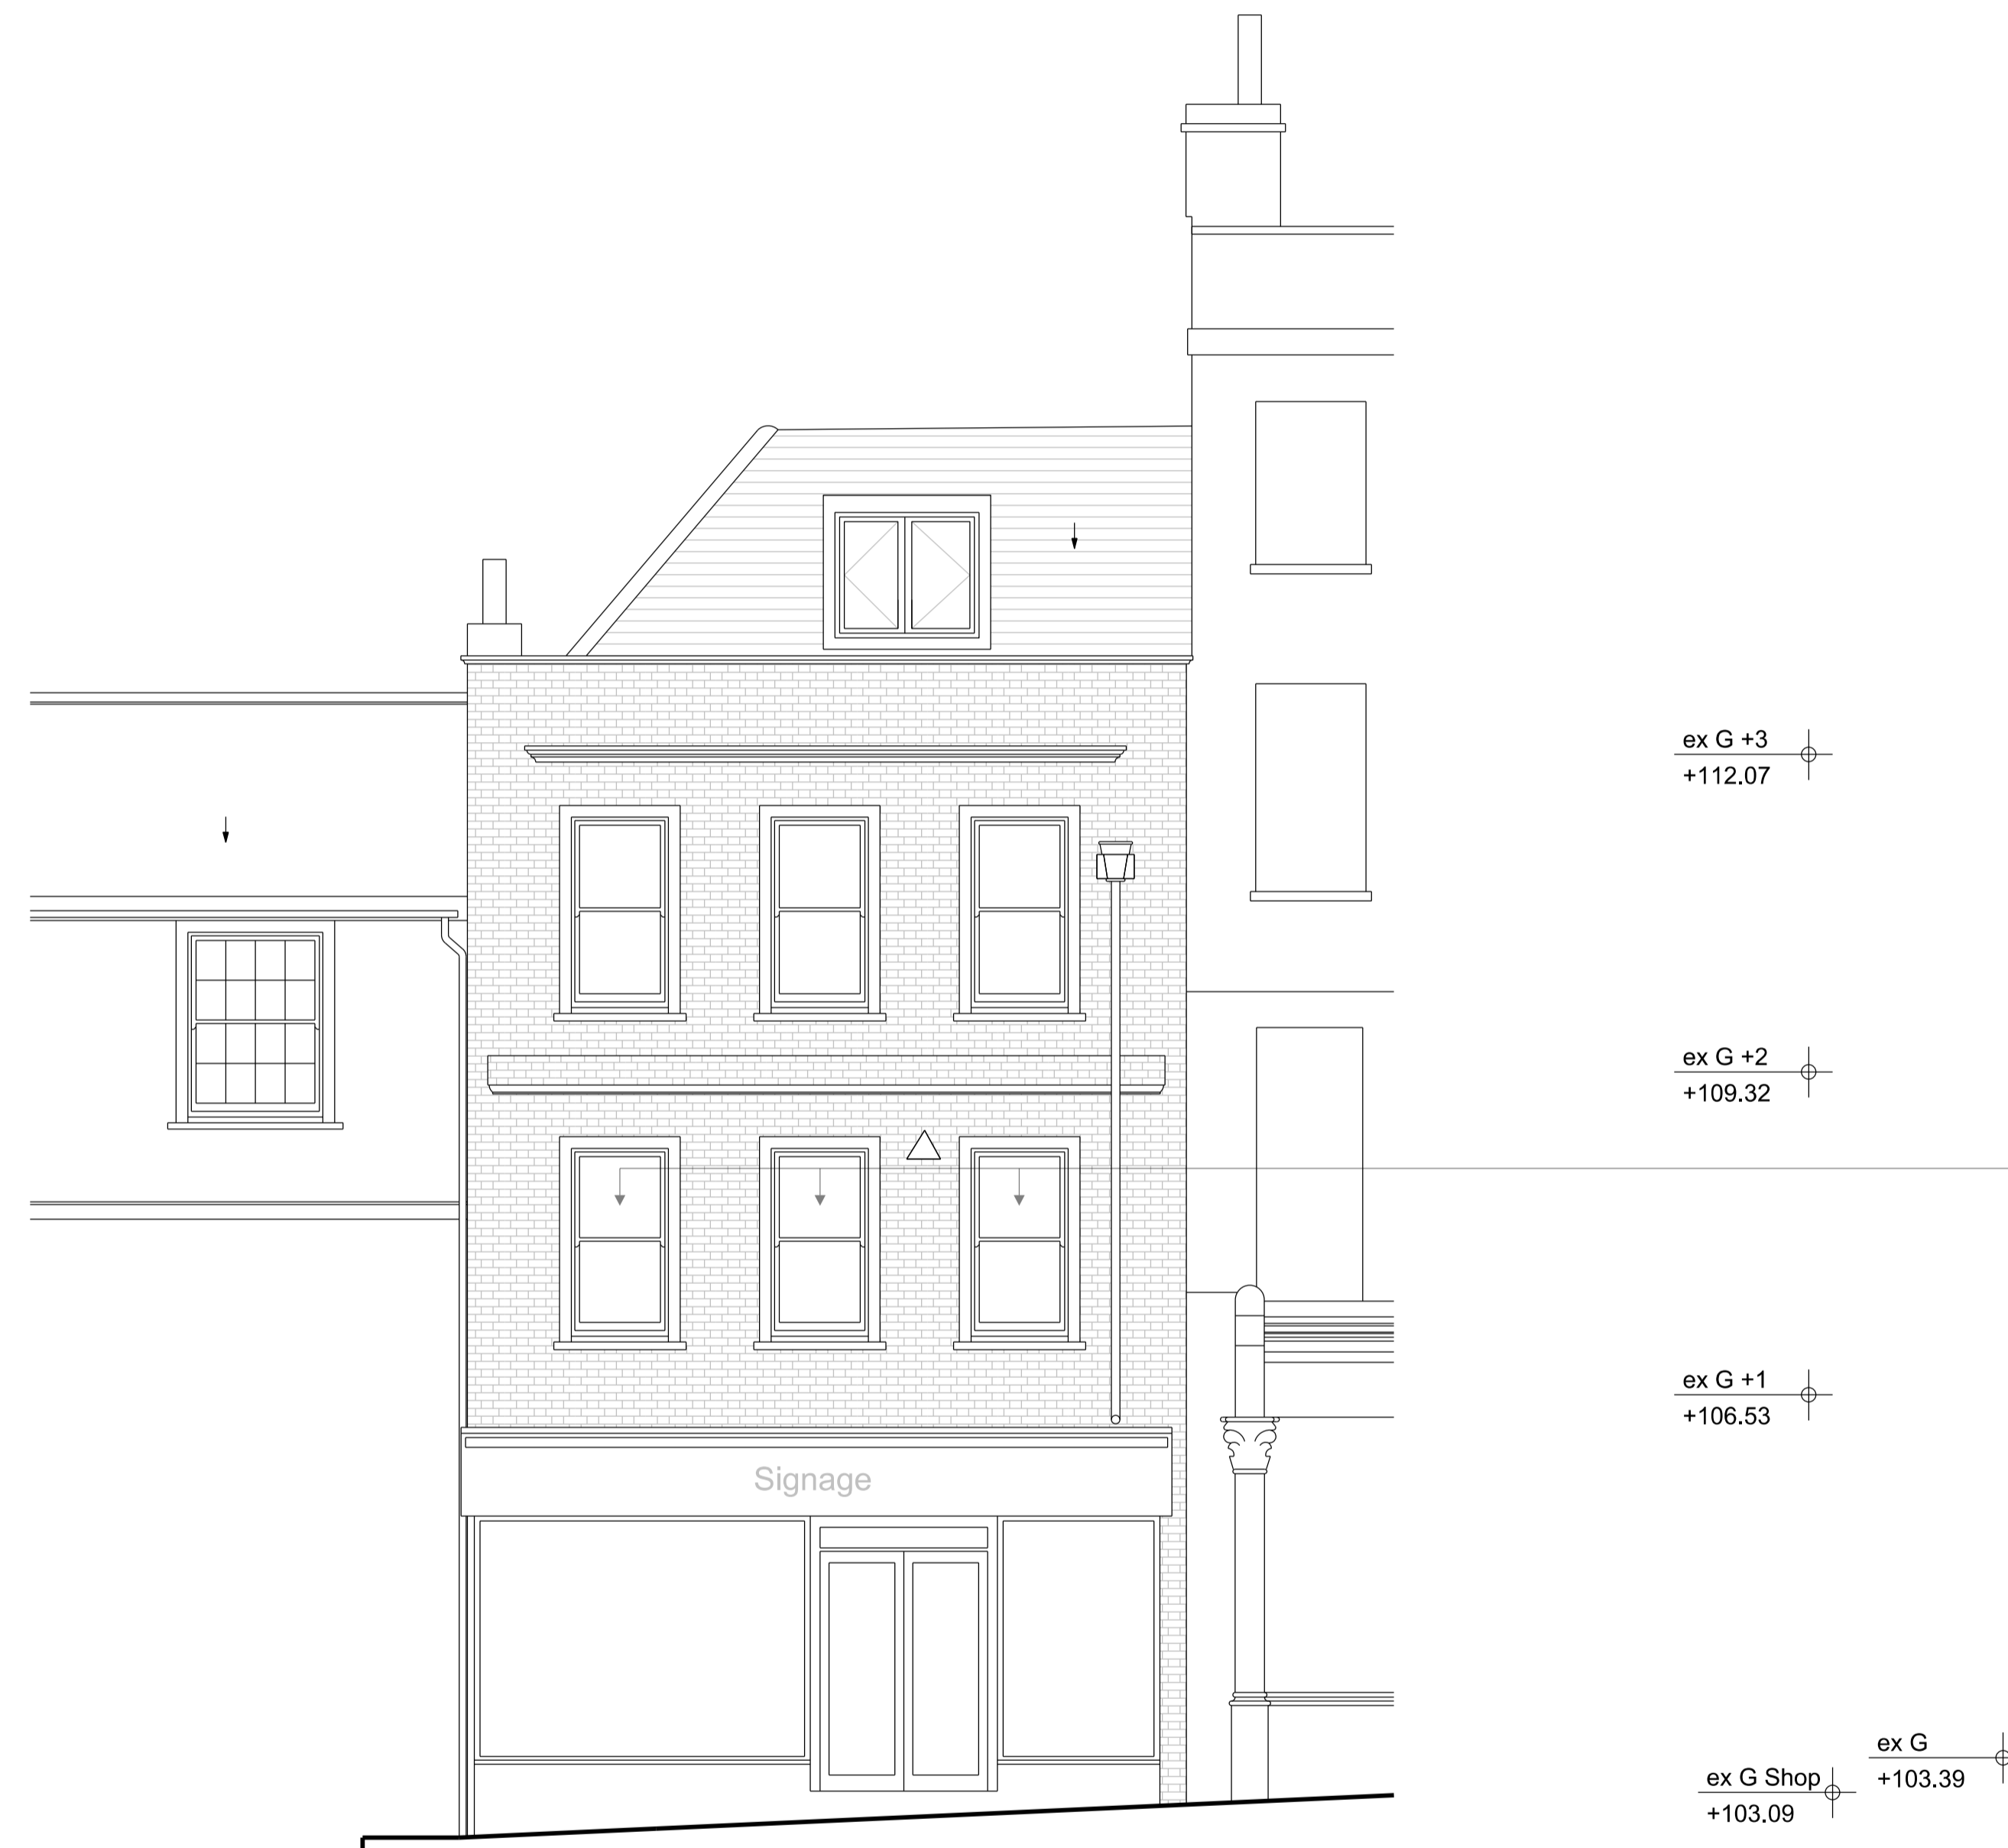 ex G +3
+112.07
ex G +2
+109.32
ex G +1
+106.53
Signage
ex G
+103.39
ex G Shop
+103.09